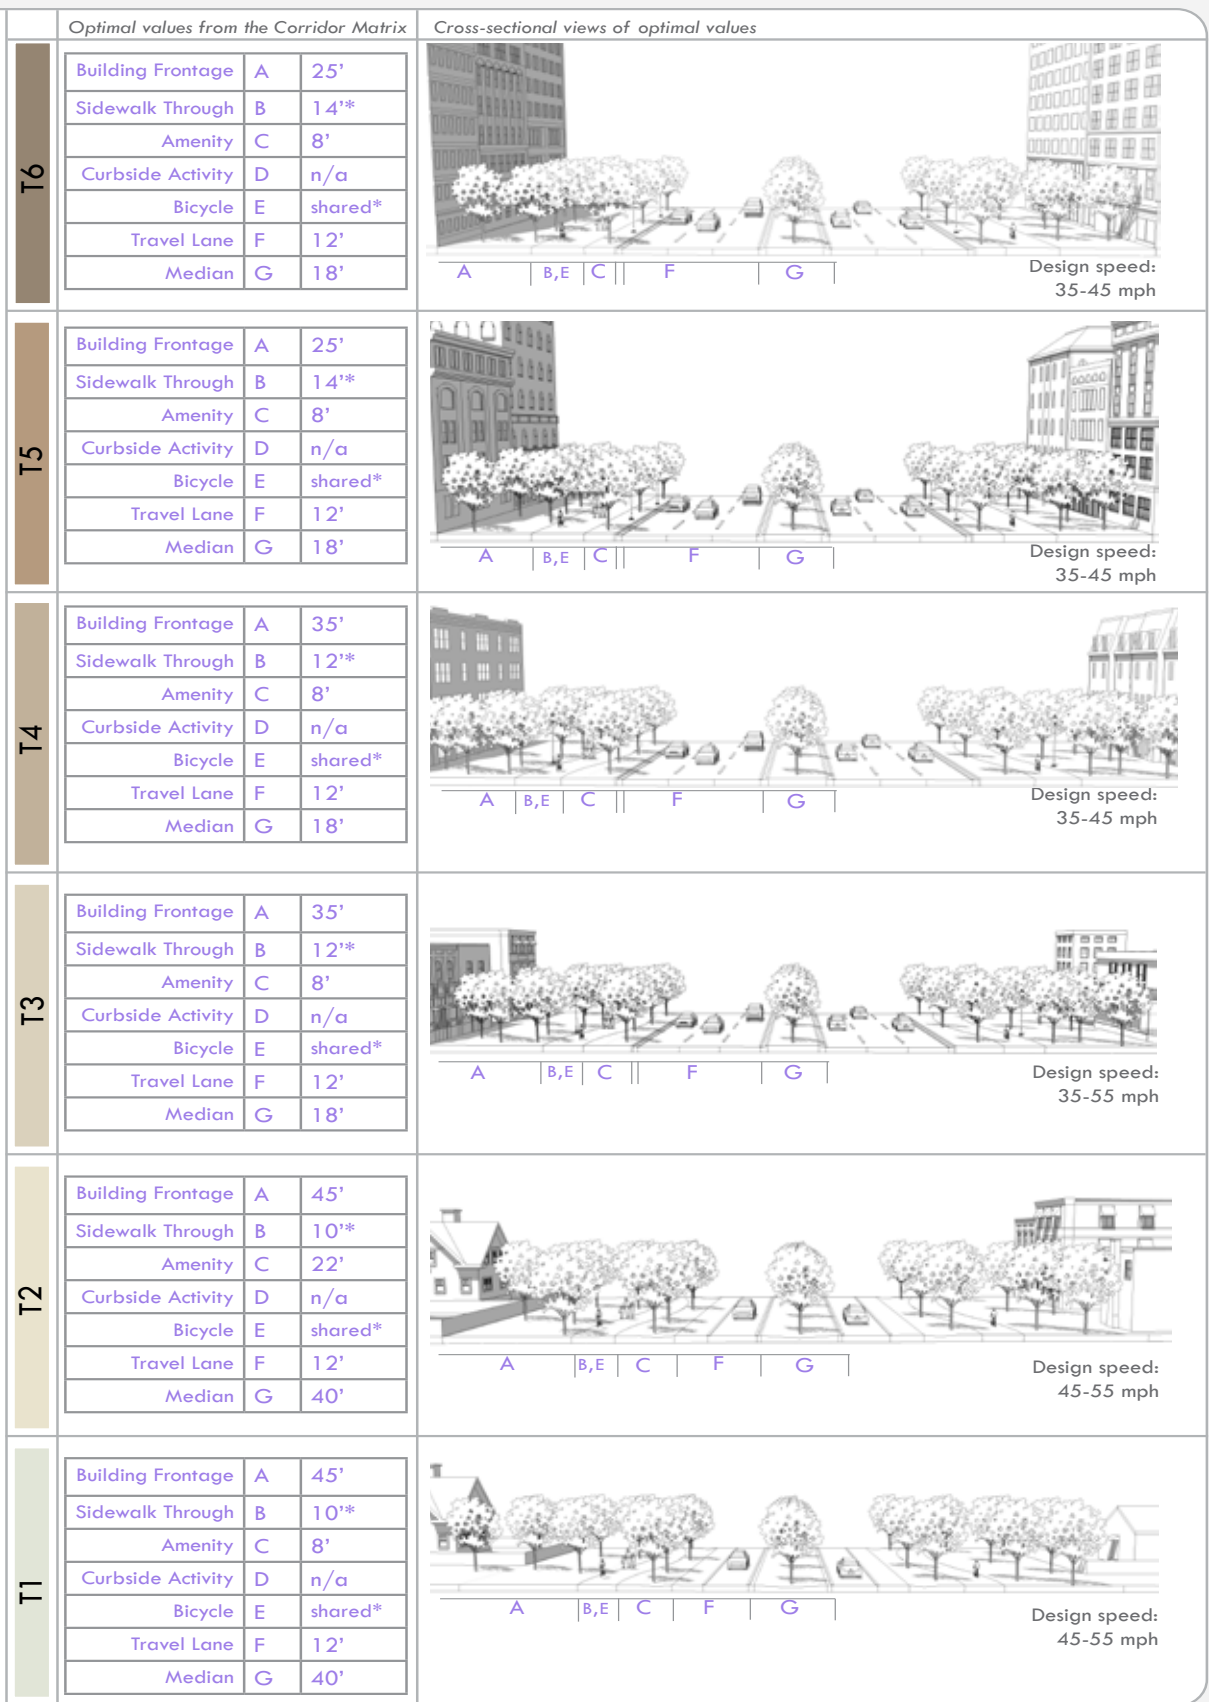 Optimal values from the Corridor Matrix
Cross-sectional views of optimal values
T6
Building Frontage A 25’
Sidewalk Through B 14’*
Amenity C 8’
Curbside Activity D n/a
Bicycle E shared*
Travel Lane F 12’
Median G 18’
A B,E C F G
Design speed:
35-45 mph
T5
Building Frontage A 25’
Sidewalk Through B 14’*
Amenity C 8’
Curbside Activity D n/a
Bicycle E shared*
Travel Lane F 12’
Median G 18’
A B,E C F G
Design speed:
35-45 mph
T4
Building Frontage A 35’
Sidewalk Through B 12’*
Amenity C 8’
Curbside Activity D n/a
Bicycle E shared*
Travel Lane F 12’
Median G 18’
A B,E C F G
Design speed:
35-45 mph
T3
Building Frontage A 35’
Sidewalk Through B 12’*
Amenity C 8’
Curbside Activity D n/a
Bicycle E shared*
Travel Lane F 12’
Median G 18’
A B,E C F G
Design speed:
35-55 mph
T2
Building Frontage A 45’
Sidewalk Through B 10’*
Amenity C 22’
Curbside Activity D n/a
Bicycle E shared*
Travel Lane F 12’
Median G 40’
A B,E C F G
Design speed:
45-55 mph
T1
Building Frontage A 45’
Sidewalk Through B 10’*
Amenity C 8’
Curbside Activity D n/a
Bicycle E shared*
Travel Lane F 12’
Median G 40’
A B,E C F G
Design speed:
45-55 mph